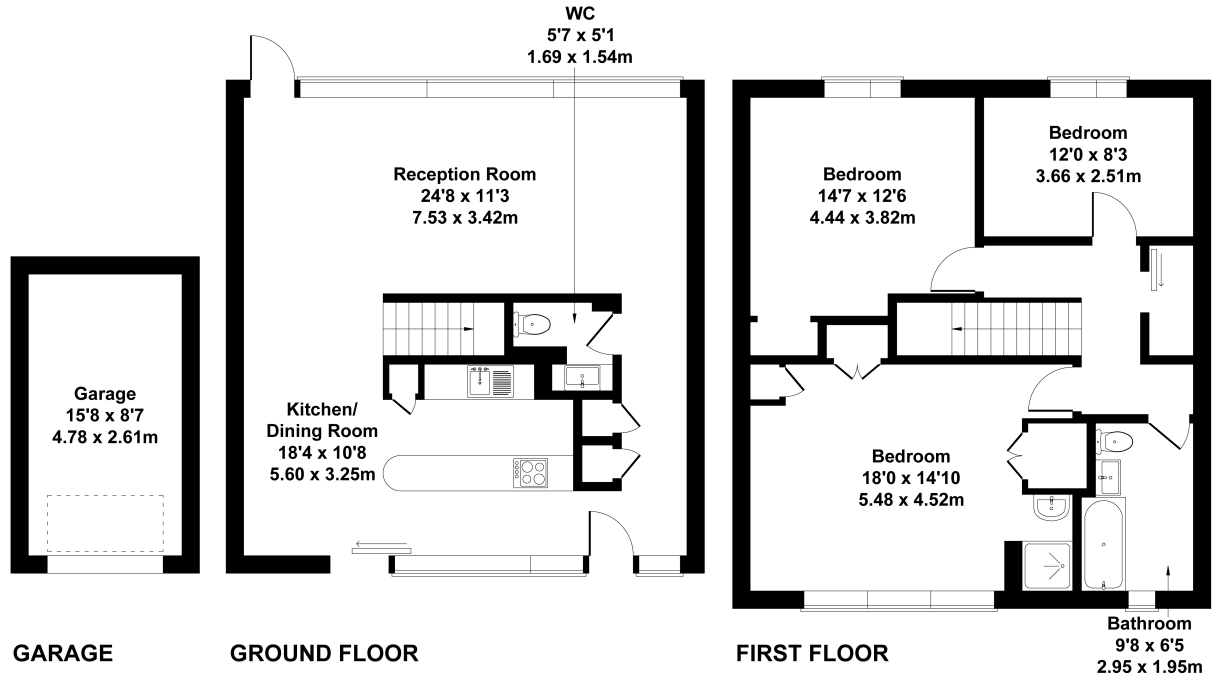 WC
5'7 x 5'1
1.69 x 1.54m
Reception Room
24'8 x 11'3
7.53 x 3.42m
Bedroom
14'7 x 12'6
4.44 x 3.82m
Bedroom
12'0 x 8'3
3.66 x 2.51m
Garage
15'8 x 8'7
4.78 x 2.61m
Kitchen/
Dining Room
18'4 x 10'8
5.60 x 3.25m
Bedroom
18'0 x 14'10
5.48 x 4.52m
Bathroom
9'8 x 6'5
2.95 x 1.95m
GARAGE
GROUND FLOOR
FIRST FLOOR